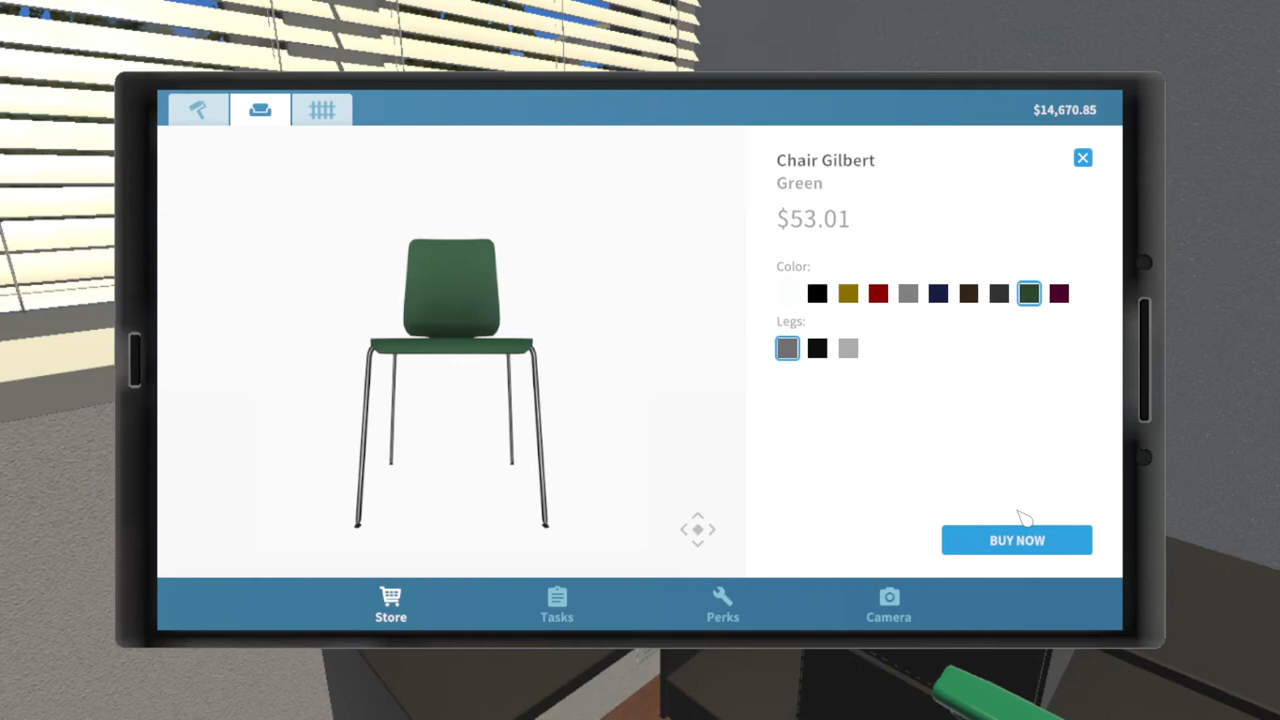 $14,670.85
Chair Gilbert
Green
$53.01
Color:
Legs:
BUY NOW
Store
Tasks
Perks
Camera